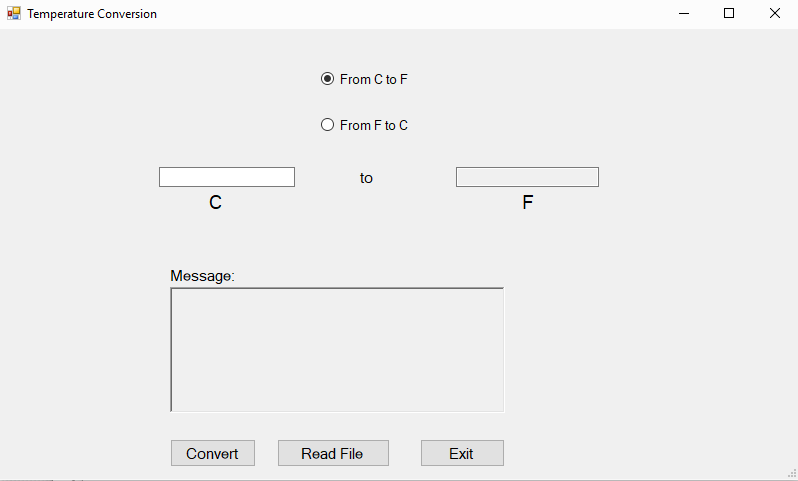 Temperature Conversion
From C to F
From F to C
to
C F
Message:
Convert Read File Exit